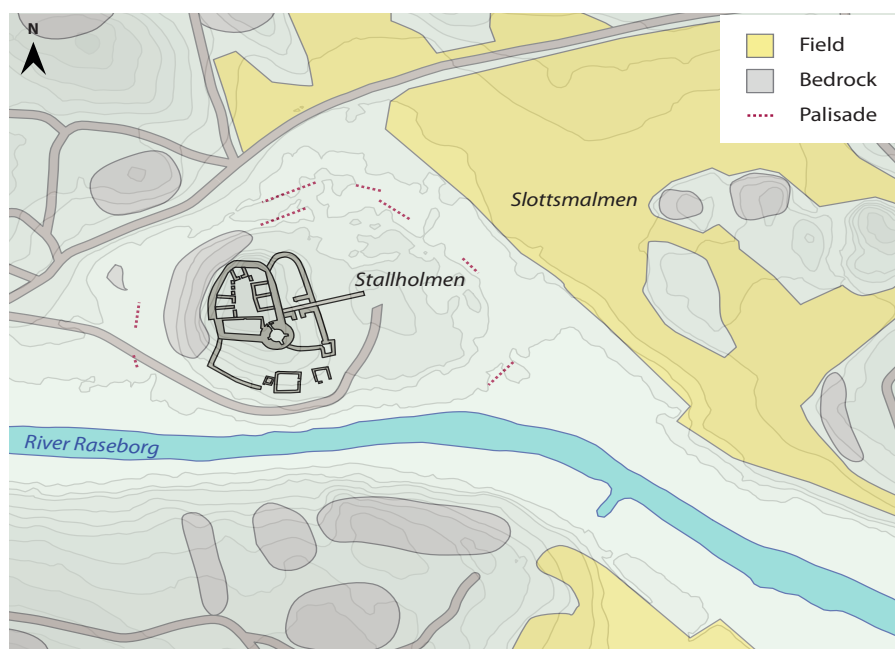 N
Field
Bedrock
Palisade
Slottsmalmen
Stallholmen
River Raseborg